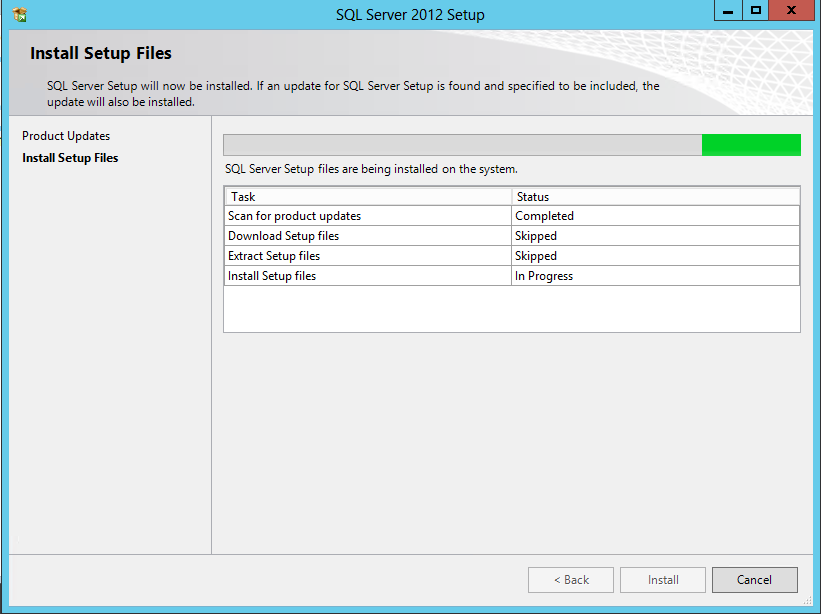 SQL Server 2012 Setup
Install Setup Files
SQL Server Setup will now be installed. If an update for SQL Server Setup is found and specified to be included, the
update will also be installed.
Product Updates
Install Setup Files
SQL Server Setup files are being installed on the system.
Task Status
Scan for product updates Completed
Download Setup files Skipped
Extract Setup files Skipped
Install Setup files In Progress
< Back Install Cancel